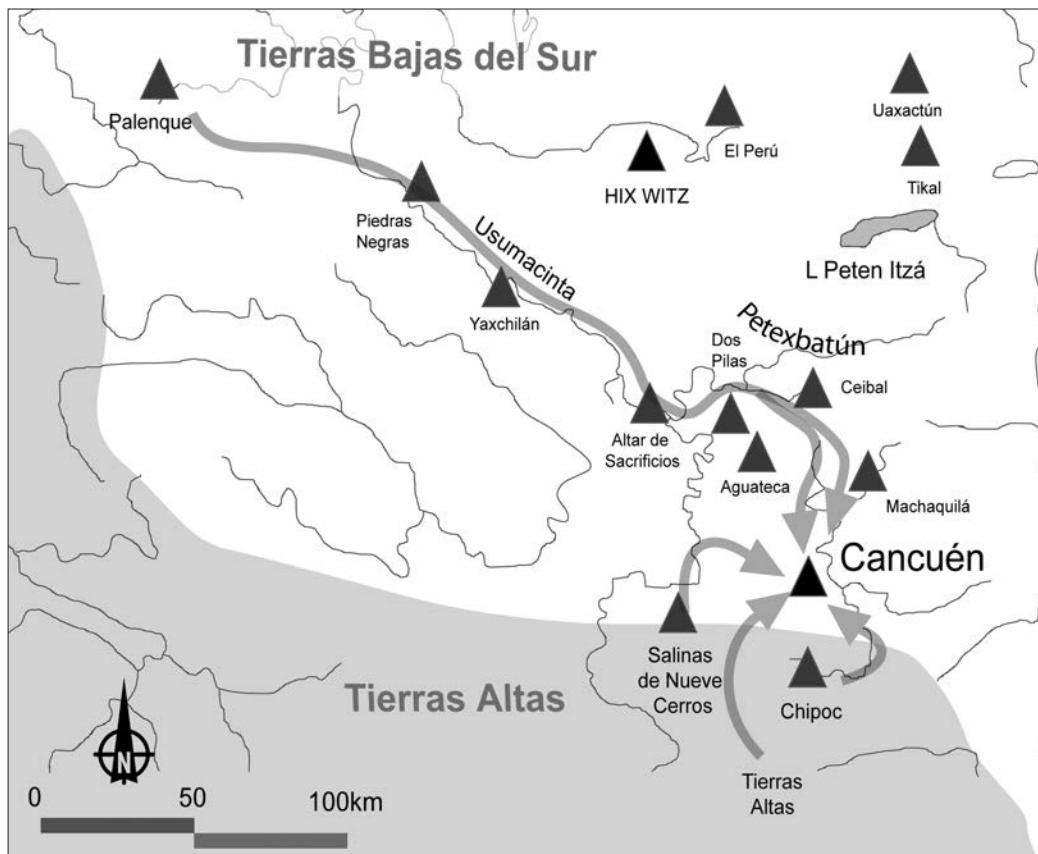 Tierras Bajas del Sur
Palenque
Uaxactún
El Perú
HIX WITZ
Tikal
Piedras
Negras
Usumacinta
L Peten Itzá
Yaxchilán
Petexbatún
Dos
Pilas
Ceibal
Altar de
Sacrificios
Aguateca
Machaquilá
Cancuén
Salinas
de Nueve
Cerros
Tierras Altas
Chipoc
N
Tierras
Altas
0
50
100km